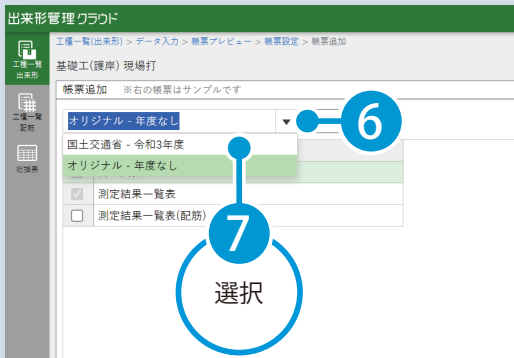 出来形管理クラウド
工種一覧(出来形) > データ入力 > 帳票プレビュー > 帳票設定 > 帳票追加
工種一覧
出来形
基礎工(護岸) 現場打
帳票追加 ※右の帳票はサンプルです
工種一覧
配筋
オリジナル - 年度なし
6
国土交通省 - 令和3年度
オリジナル - 年度なし
総括表
測定結果一覧表
測定結果一覧表(配筋)
7
選択